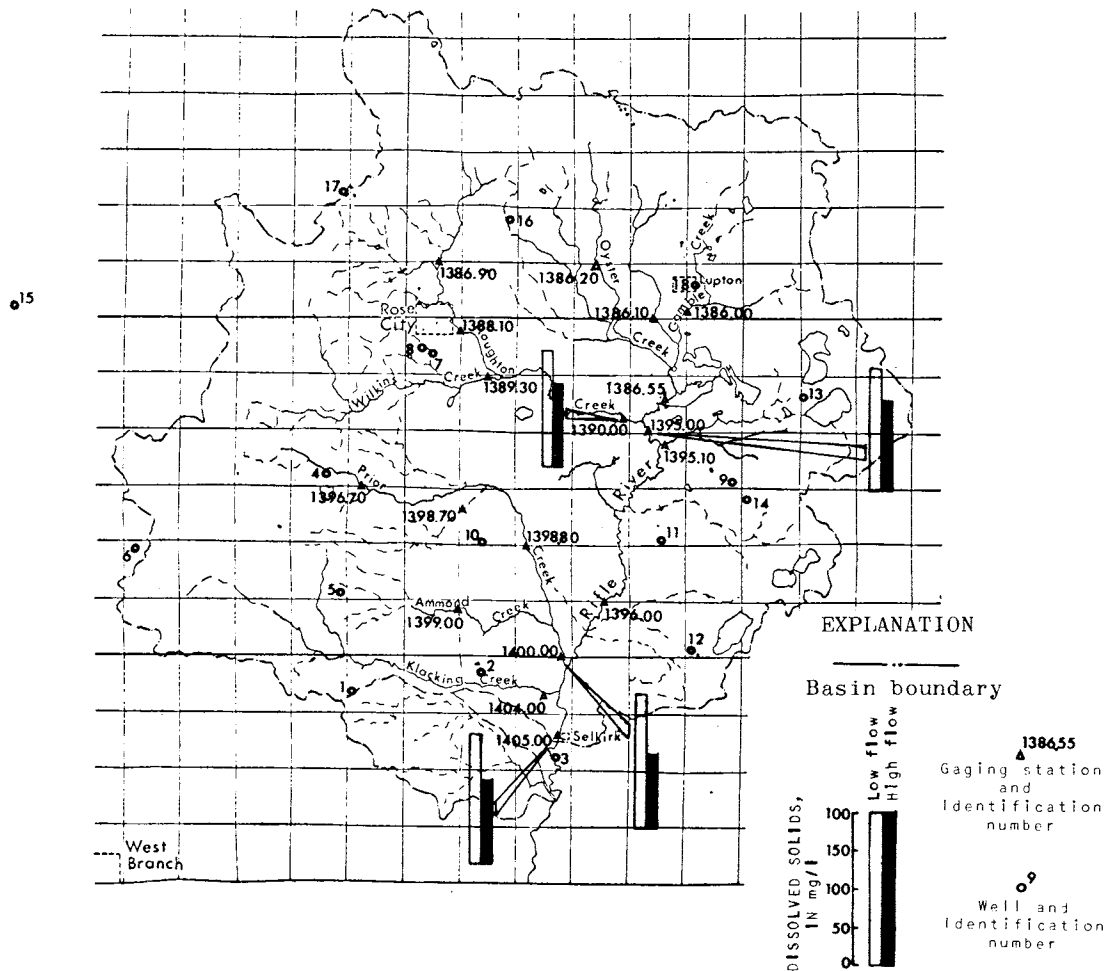 17
16
Creek
Oyster
1386.90
1386.20
18
Lupton
15
1386.10
Gamble
1386.00
Rose
City
1388.10
Creek
8
7
Houghton
Wilkins
Creek
1389.30
1386.55
13
Creek
1390.00
1395.00
1395.10
4
Prior
River
9
1396.70
14
1398.70
10
1398.80
11
6
Creek
5
Rifle
Ammond
Creek
1396.00
1399.00
EXPLANATION
12
1400.00
2
Klacking
Creek
Basin boundary
1
1404.00
1405.00
Selkirk
3
1386.55
Gaging station
and
Identification
number
Low flow
High flow
DISSOLVED SOLIDS,
IN mg/l
100
150
100
50
0
West
Branch
9
Well and
Identification
number